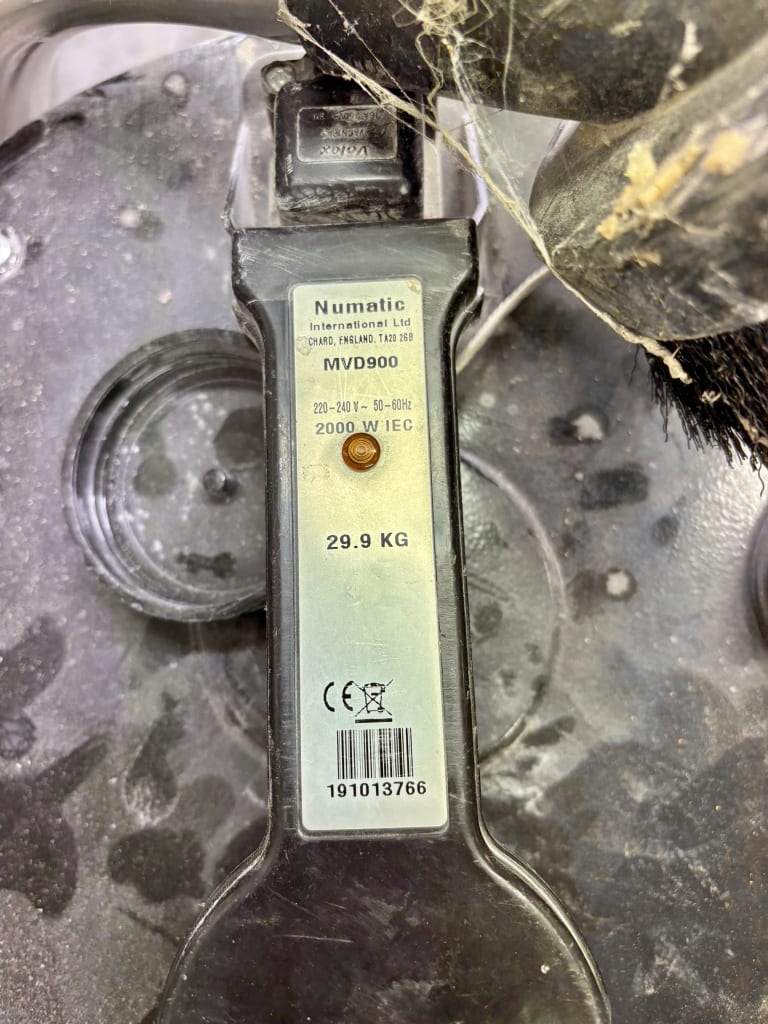 Volex
Numatic
International Ltd
CHARD, ENGLAND. TA20 2GB
MVD900
220-240 V ~ 50-60Hz
2000 W IEC
29.9 KG
CE
191013766